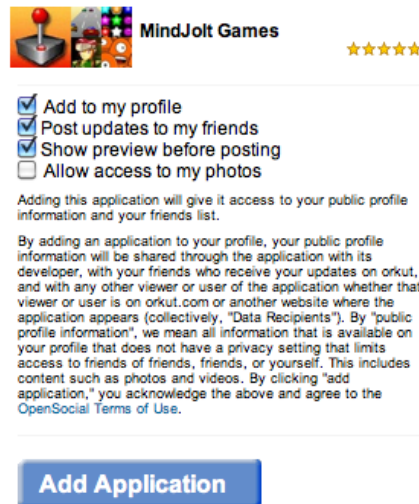 MindJolt Games
Add to my profile
Post updates to my friends
Show preview before posting
Allow access to my photos
Adding this application will give it access to your public profile
information and your friends list.
By adding an application to your profile, your public profile
information will be shared through the application with its
developer, with your friends who receive your updates on orkut,
and with any other viewer or user of the application whether that
viewer or user is on orkut.com or another website where the
application appears (collectively, "Data Recipients"). By "public
profile information", we mean all information that is available on
your profile that does not have a privacy setting that limits
access to friends of friends, friends, or yourself. This includes
content such as photos and videos. By clicking "add
application," you acknowledge the above and agree to the
OpenSocial Terms of Use.
Add Application